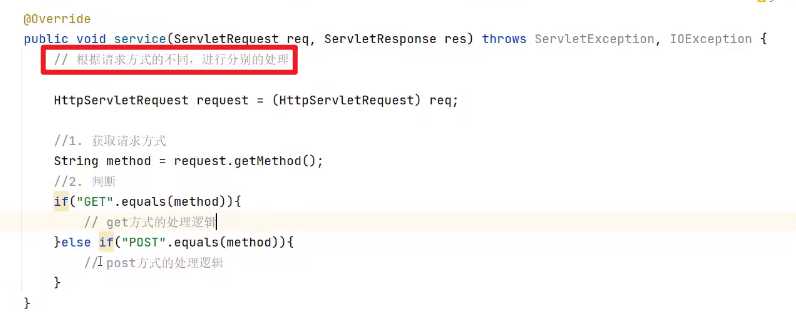 @Override
public void service(ServletRequest req, ServletResponse res) throws ServletException, IOException {
// 根据请求方式的不同，进行分别的处理
HttpServletRequest request = (HttpServletRequest) req;
//1. 获取请求方式
String method = request.getMethod();
//2. 判断
if("GET".equals(method)){
// get方式的处理逻辑
}else if("POST".equals(method)){
// post方式的处理逻辑
}
}